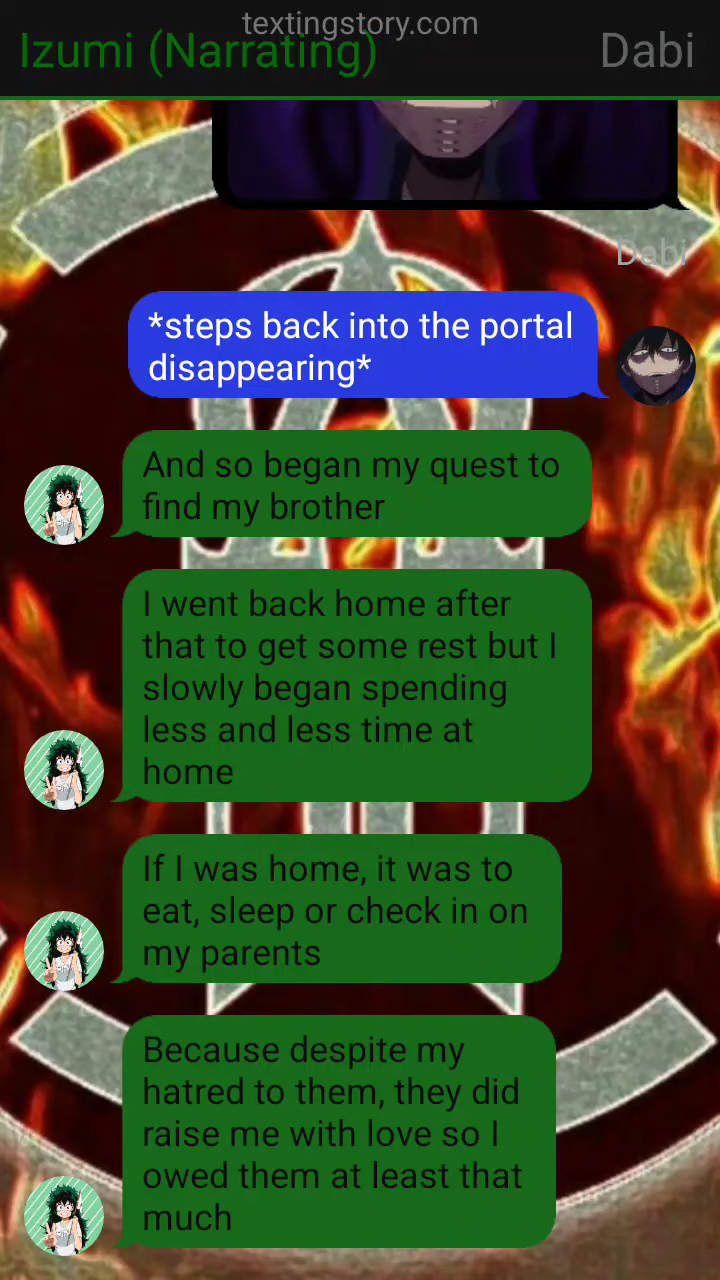 textingstory.com
Izumi (Narrating)
Dabi
Dabi
*steps back into the portal
disappearing*
And so began my quest to
find my brother
I went back home after
that to get some rest but I
slowly began spending
less and less time at
home
If I was home, it was to
eat, sleep or check in on
my parents
Because despite my
hatred to them, they did
raise me with love so I
owed them at least that
much